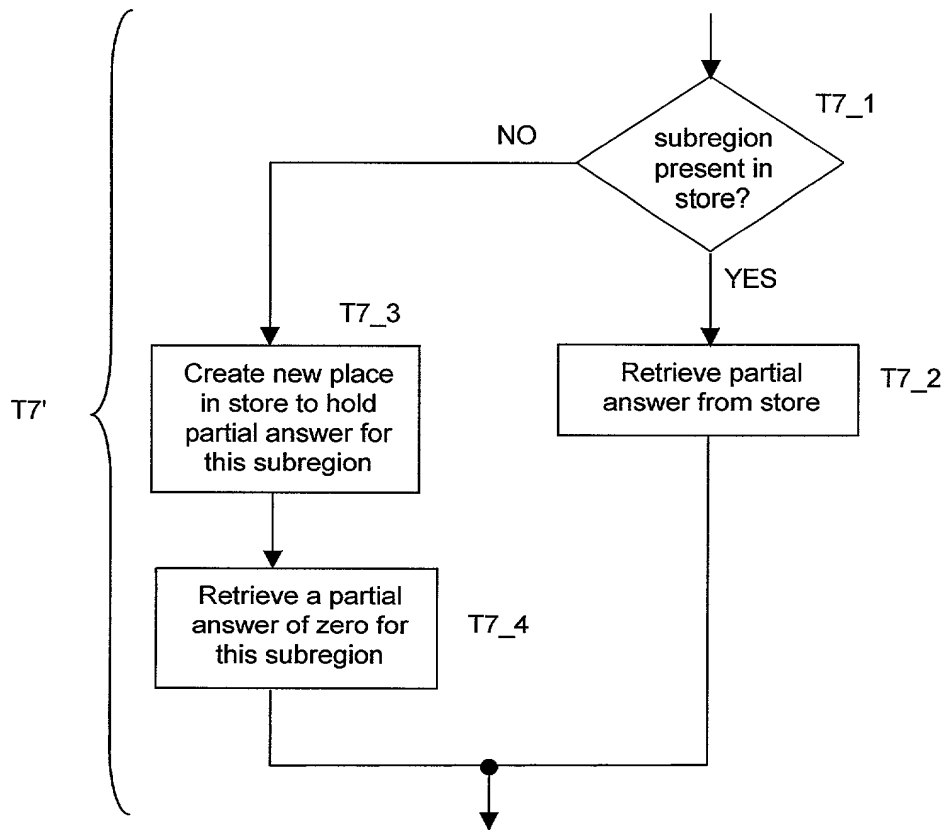 T7_1
subregion
present in
store?
NO
YES
T7_3
Create new place
in store to hold
partial answer for
this subregion
Retrieve partial
answer from store
T7_2
T7'
Retrieve a partial
answer of zero for
this subregion
T7_4